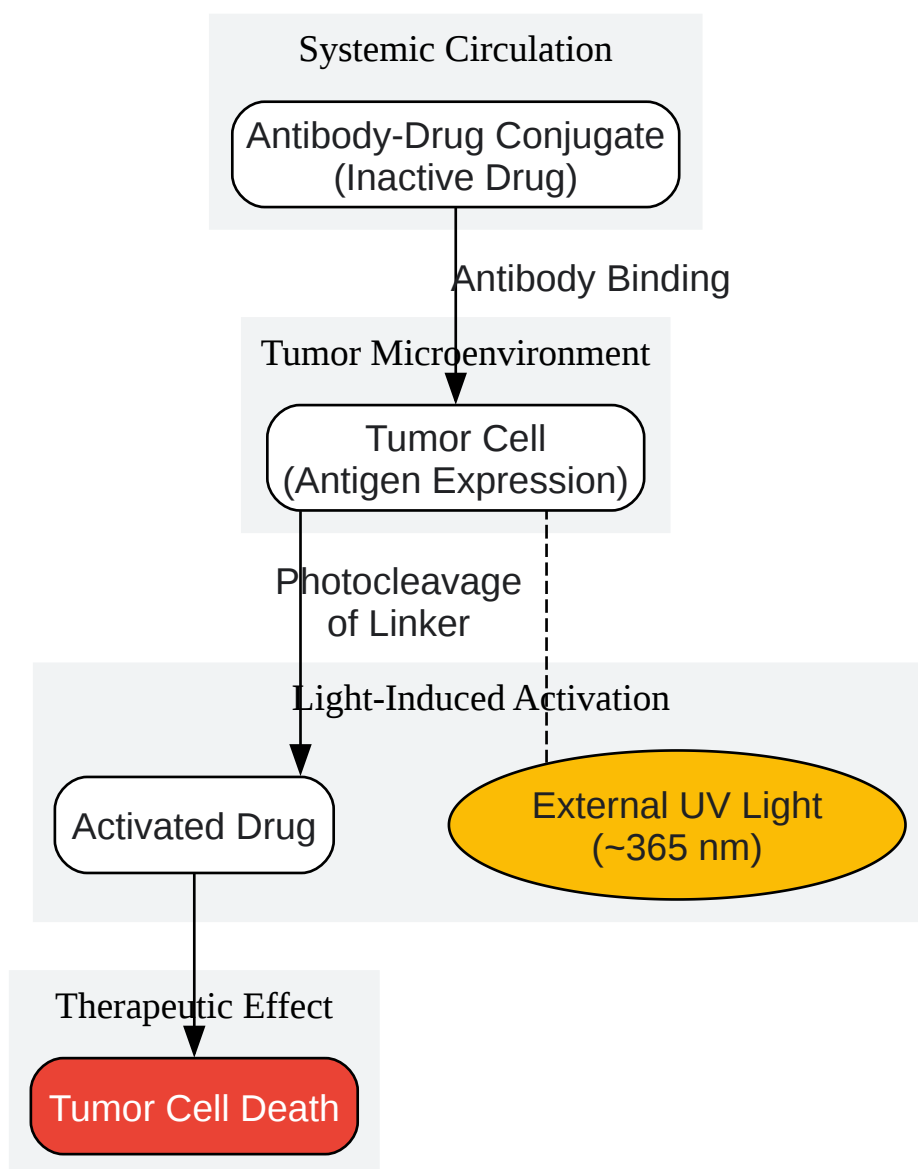 Systemic Circulation
Antibody-Drug Conjugate
(Inactive Drug)
Antibody Binding
Tumor Microenvironment
Tumor Cell
(Antigen Expression)
Photocleavage
of Linker
Light-Induced Activation
Activated Drug
External UV Light
(~365 nm)
Therapeutic Effect
Tumor Cell Death